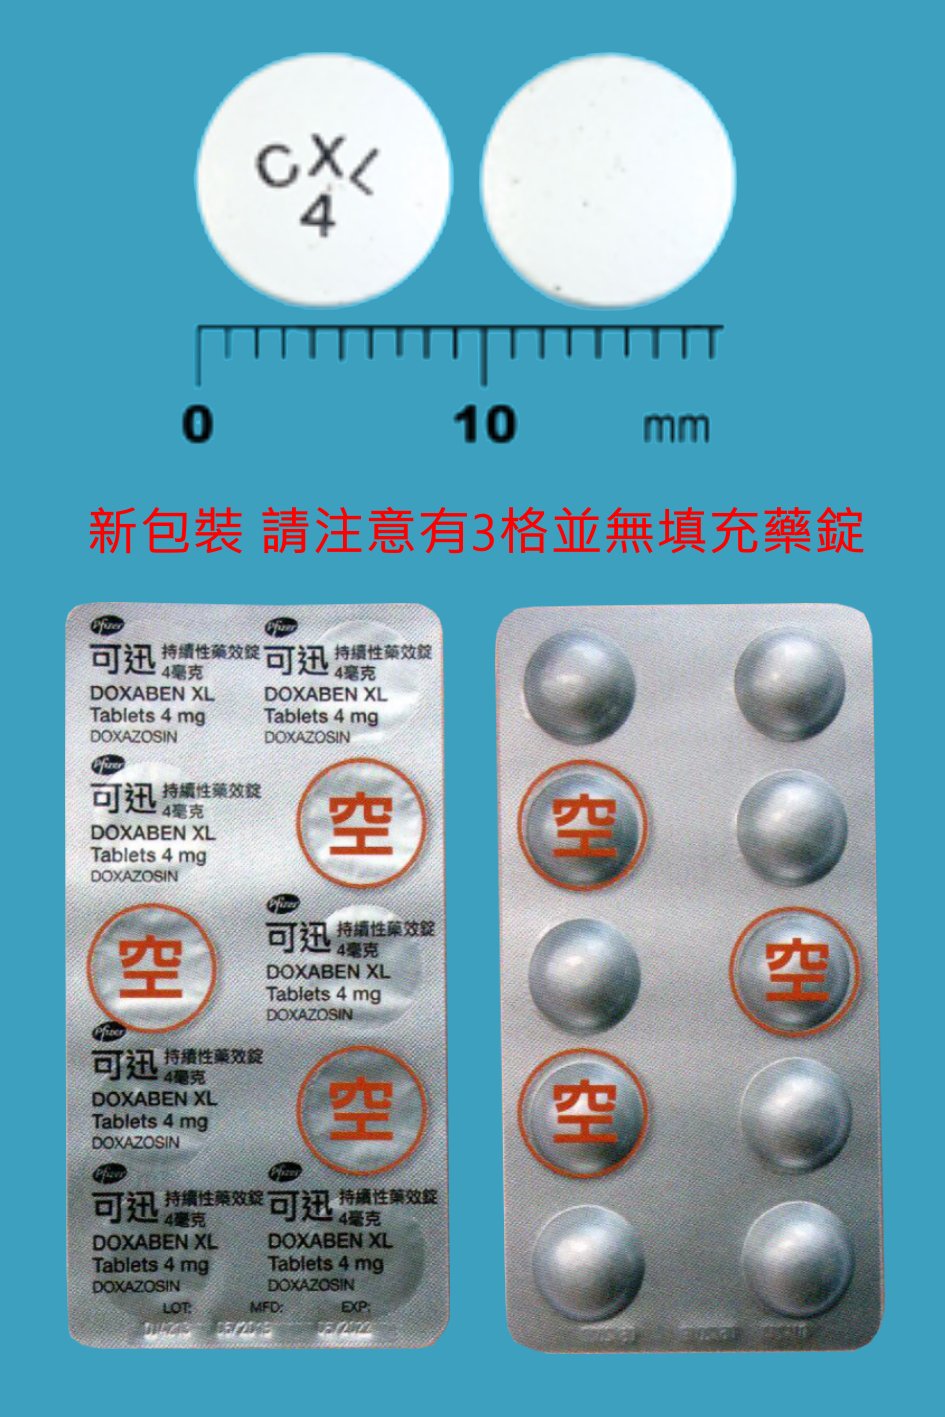 CXL
4
0 10 mm
新包裝 請注意有3格並無填充藥錠
Pfizer
可迅 持續性藥效錠
4毫克
DOXABEN XL
Tablets 4 mg
DOXAZOSIN
Pfizer
可迅 持續性藥效錠
4毫克
DOXABEN XL
Tablets 4 mg
DOXAZOSIN
Pfizer
可迅 持續性藥效錠
4毫克
DOXABEN XL
Tablets 4 mg
DOXAZOSIN
空
空
Pfizer
可迅 持續性藥效錠
4毫克
DOXABEN XL
Tablets 4 mg
DOXAZOSIN
Pfizer
可迅 持續性藥效錠
4毫克
DOXABEN XL
Tablets 4 mg
DOXAZOSIN
空
Pfizer
可迅 持續性藥效錠
4毫克
DOXABEN XL
Tablets 4 mg
DOXAZOSIN
Pfizer
可迅 持續性藥效錠
4毫克
DOXABEN XL
Tablets 4 mg
DOXAZOSIN
LOT: MFD: EXP:
05/2022
空
空
空